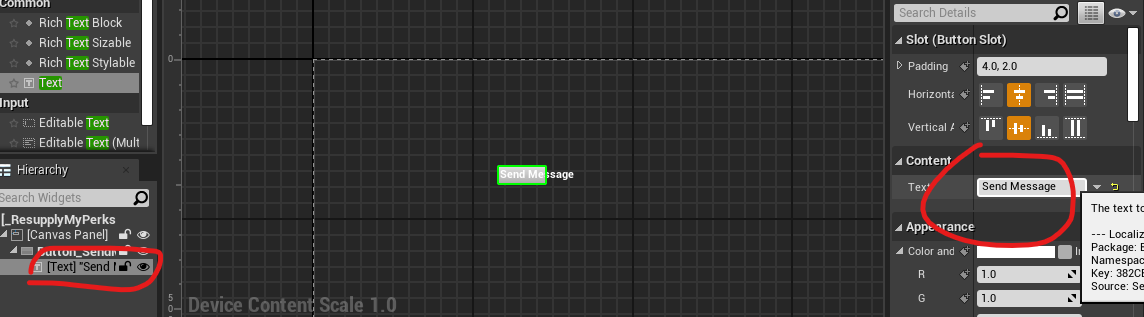 Common
Rich Text Block
Rich Text Sizable
Rich Text Stylable
Text
Input
Editable Text
Editable Text (Mult
Hierarchy
Search Widgets
[_ResupplyMyPerks
[Canvas Panel]
Button_Send
[Text] "Send
0
5
0
Send Message
Device Content Scale 1.0
Search Details
Slot (Button Slot)
Padding 4.0, 2.0
Horizonta
Vertical A
Content
Text Send Message
Appearance
Color and In
R 1.0
G 1.0
The text to
--- Localiz
Package: E
Namespac
Key: 382CE
Source: Se